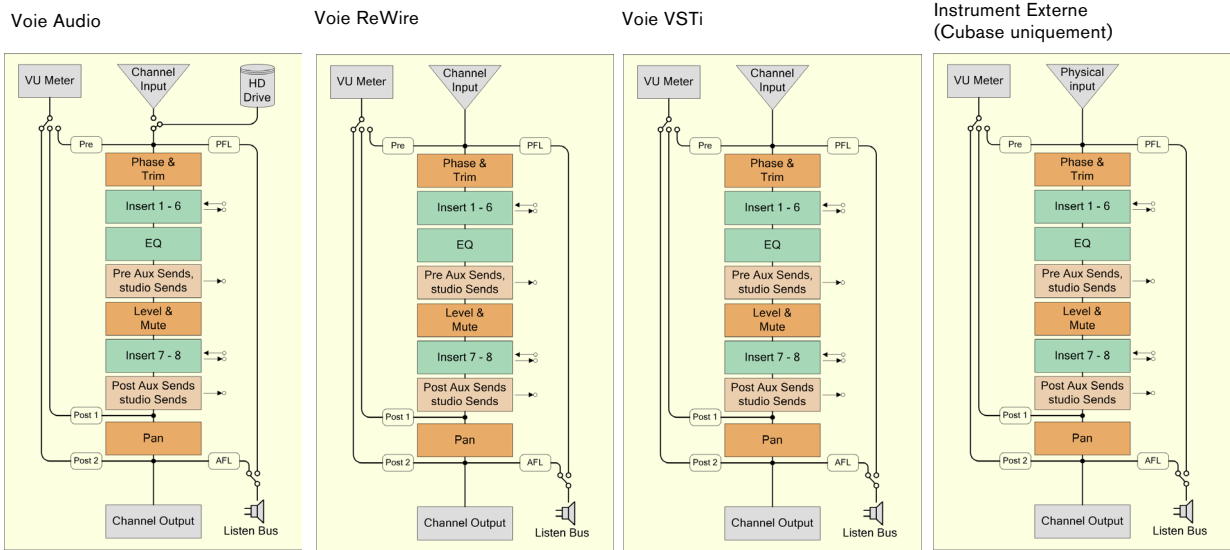 Voie Audio
VU Meter
Channel
Input
HD
Drive
Pre
PFL
Phase &
Trim
Insert 1 - 6
EQ
Pre Aux Sends,
studio Sends
Level &
Mute
Insert 7 - 8
Post Aux Sends
studio Sends
Post 1
Pan
Post 2
AFL
Channel Output
Listen Bus
Voie ReWire
VU Meter
Channel
Input
Pre
PFL
Phase &
Trim
Insert 1 - 6
EQ
Pre Aux Sends,
studio Sends
Level &
Mute
Insert 7 - 8
Post Aux Sends
studio Sends
Post 1
Pan
Post 2
AFL
Channel Output
Listen Bus
Voie VSTi
VU Meter
Channel
Input
Pre
PFL
Phase &
Trim
Insert 1 - 6
EQ
Pre Aux Sends,
studio Sends
Level &
Mute
Insert 7 - 8
Post Aux Sends
studio Sends
Post 1
Pan
Post 2
AFL
Channel Output
Listen Bus
Instrument Externe
(Cubase uniquement)
VU Meter
Physical
input
Pre
PFL
Phase &
Trim
Insert 1 - 6
EQ
Pre Aux Sends,
studio Sends
Level &
Mute
Insert 7 - 8
Post Aux Sends
studio Sends
Post 1
Pan
Post 2
AFL
Channel Output
Listen Bus